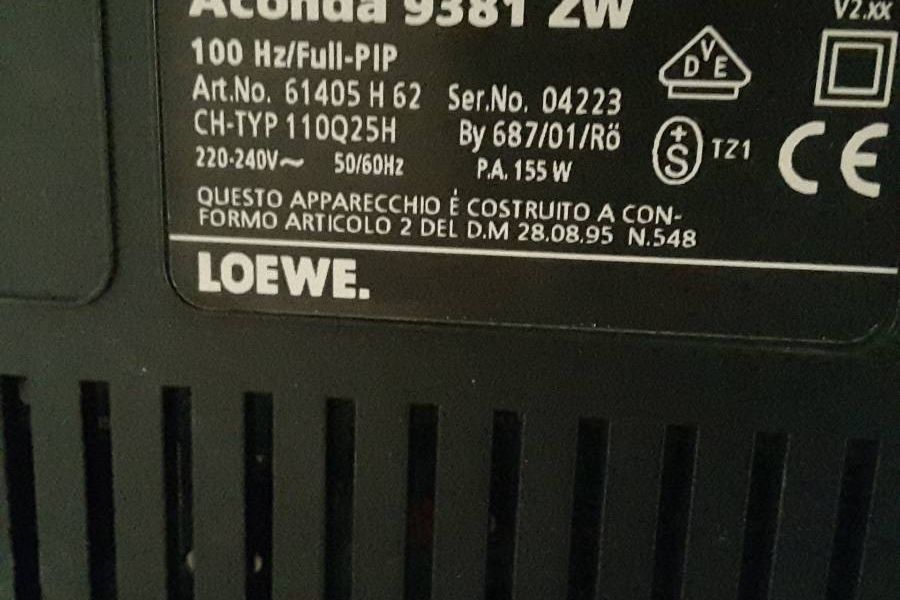 Aconda 9381 ZW
V2.xx
100 Hz/Full-PIP
Art.No. 61405 H 62 Ser.No. 04223
CH-TYP 110Q25H By 687/01/Rö
220-240V~ 50/60Hz P.A. 155 W
DVE
+S TZ1 CE
QUESTO APPARECCHIO É COSTRUITO A CON-
FORMO ARTICOLO 2 DEL D.M 28.08.95 N.548
LOEWE.